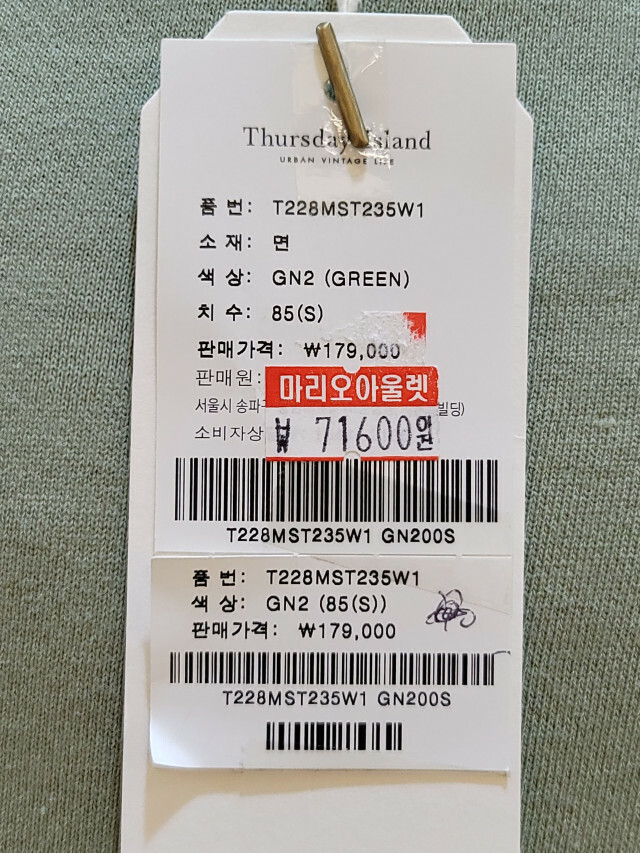 Thursday Island
URBAN VINTAGE LIFE
품 번: T228MST235W1
소 재: 면
색 상: GN2 (GREEN)
치 수: 85(S)
판매가격: ₩179,000
판매원:
마리오아울렛
서울시 송파 빌딩)
소비자상
₩ 71600원
T228MST235W1 GN200S
품 번: T228MST235W1
색 상: GN2 (85(S))
판매가격: ₩179,000
T228MST235W1 GN200S